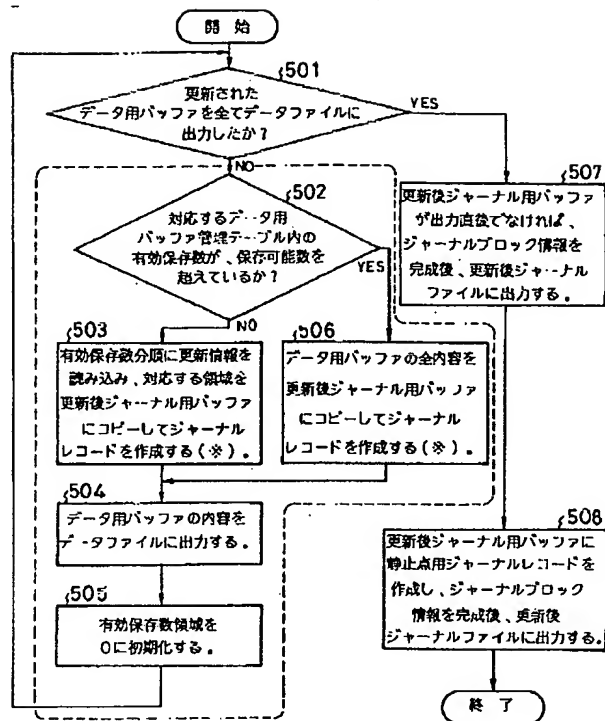 開始
501
更新された
データ用バッファを全てデータファイルに
出力したか?
YES
NO
502
対応するデータ用
バッファ管理テーブル内の
有効保存数が、保存可能数を
超えているか?
YES
NO
503
有効保存数分順に更新情報を
読み込み、対応する領域を
更新後ジャーナル用バッファ
にコピーしてジャーナル
レコードを作成する(※)。
506
データ用バッファの全内容を
更新後ジャーナル用バッファ
にコピーしてジャーナル
レコードを作成する(※)。
504
データ用バッファの内容を
データファイルに出力する。
505
有効保存数領域を
0に初期化する。
507
更新後ジャーナル用バッファ
が出力直後でなければ、
ジャーナルブロック情報を
完成後、更新後ジャーナル
ファイルに出力する。
508
更新後ジャーナル用バッファに
静止点用ジャーナルレコードを
作成し、ジャーナルブロック
情報を完成後、更新後
ジャーナルファイルに出力する。
終了